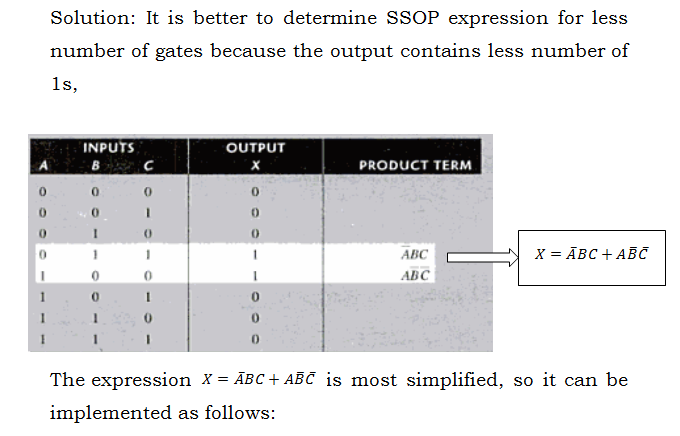 Solution: It is better to determine SSOP expression for less
number of gates because the output contains less number of
1s,
INPUTS OUTPUT
A B C X PRODUCT TERM
0 0 0 0
0 0 1 0
0 1 0 0
0 1 1 1 A̅BC
1 0 0 1 AB̅C̅
1 0 1 0
1 1 0 0
1 1 1 0
X = A̅BC + AB̅C̅
The expression X = A̅BC + AB̅C̅ is most simplified, so it can be
implemented as follows: